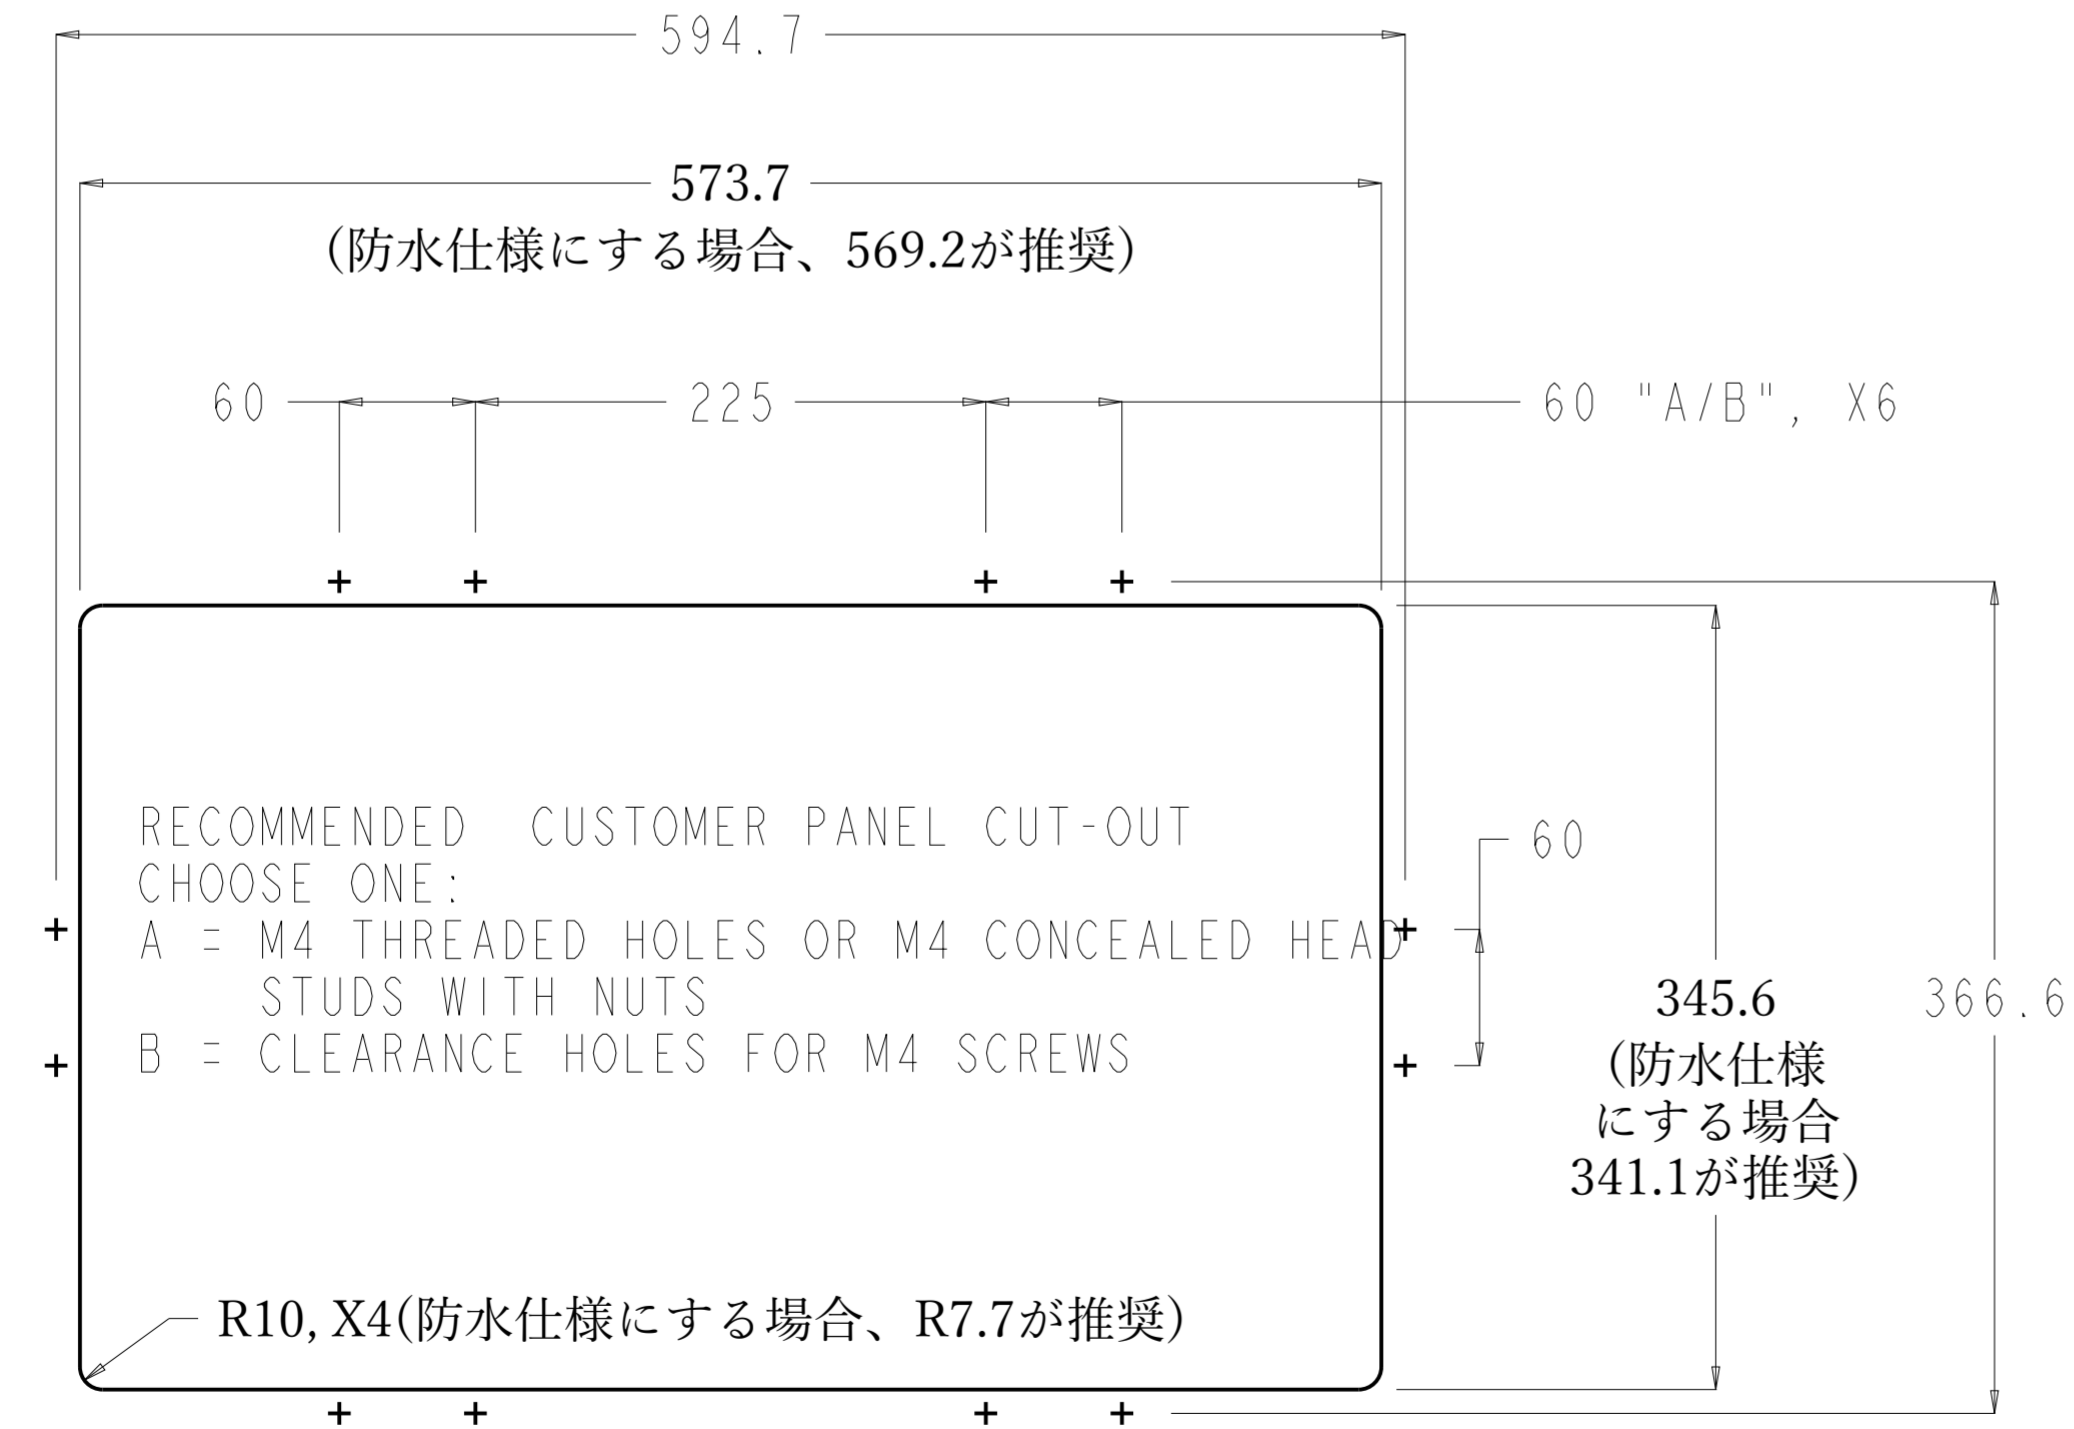 594.7
573.7
(防水仕様にする場合、569.2が推奨)
60
225
60 "A/B", X6
RECOMMENDED CUSTOMER PANEL CUT-OUT
CHOOSE ONE:
A = M4 THREADED HOLES OR M4 CONCEALED HEAD
STUDS WITH NUTS
B = CLEARANCE HOLES FOR M4 SCREWS
60
345.6
(防水仕様
にする場合
341.1が推奨)
366.6
R10, X4(防水仕様にする場合、R7.7が推奨)